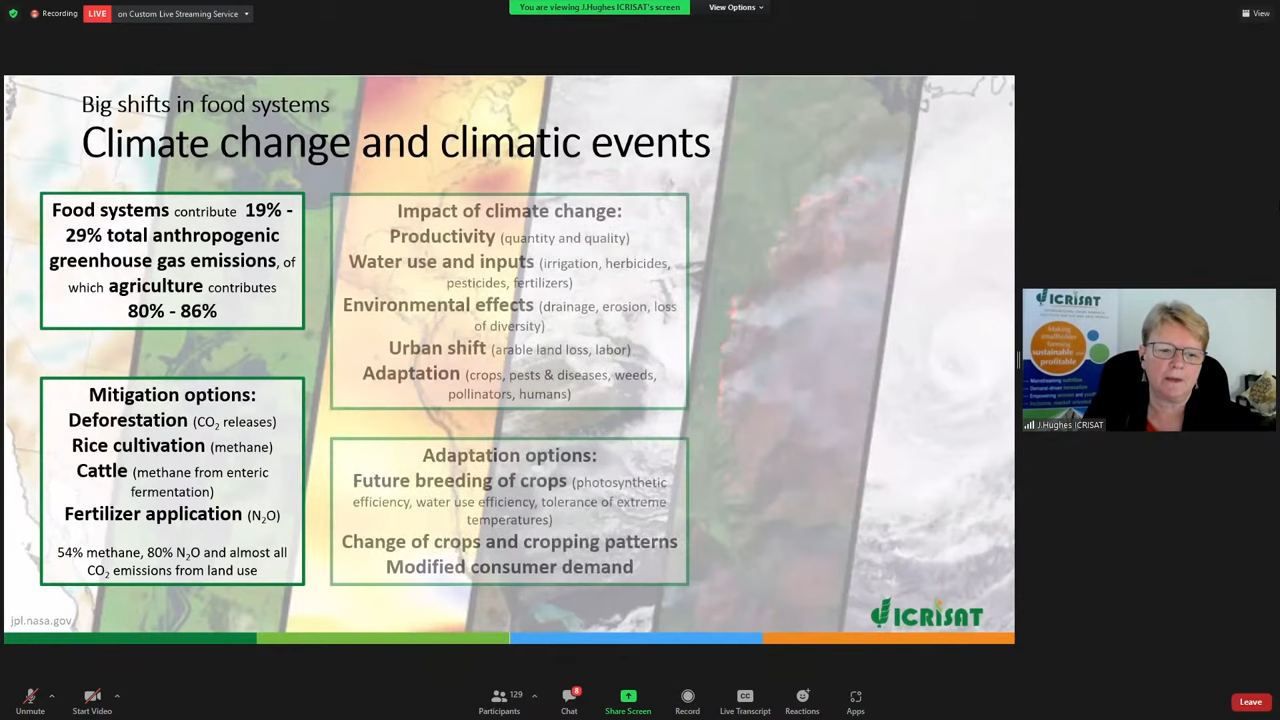 Recording
LIVE
on Custom Live Streaming Service
You are viewing J.Hughes ICRISAT's screen
View Options
View
Big shifts in food systems
Climate change and climatic events
Food systems contribute 19% -
29% total anthropogenic
greenhouse gas emissions, of
which agriculture contributes
80% - 86%
Mitigation options:
Deforestation (CO₂ releases)
Rice cultivation (methane)
Cattle (methane from enteric
fermentation)
Fertilizer application (N₂O)
54% methane, 80% N₂O and almost all
CO₂ emissions from land use
Impact of climate change:
Productivity (quantity and quality)
Water use and inputs (irrigation, herbicides,
pesticides, fertilizers)
Environmental effects (drainage, erosion, loss
of diversity)
Urban shift (arable land loss, labor)
Adaptation (crops, pests & diseases, weeds,
pollinators, humans)
Adaptation options:
Future breeding of crops (photosynthetic
efficiency, water use efficiency, tolerance of extreme
temperatures)
Change of crops and cropping patterns
Modified consumer demand
jpl.nasa.gov
ICRISAT
ICRISAT
Making
smallholder
farming
sustainable and
profitable
J.Hughes ICRISAT
Unmute
Start Video
129
Participants
8
Chat
Share Screen
Record
CC
Live Transcript
Reactions
Apps
Leave